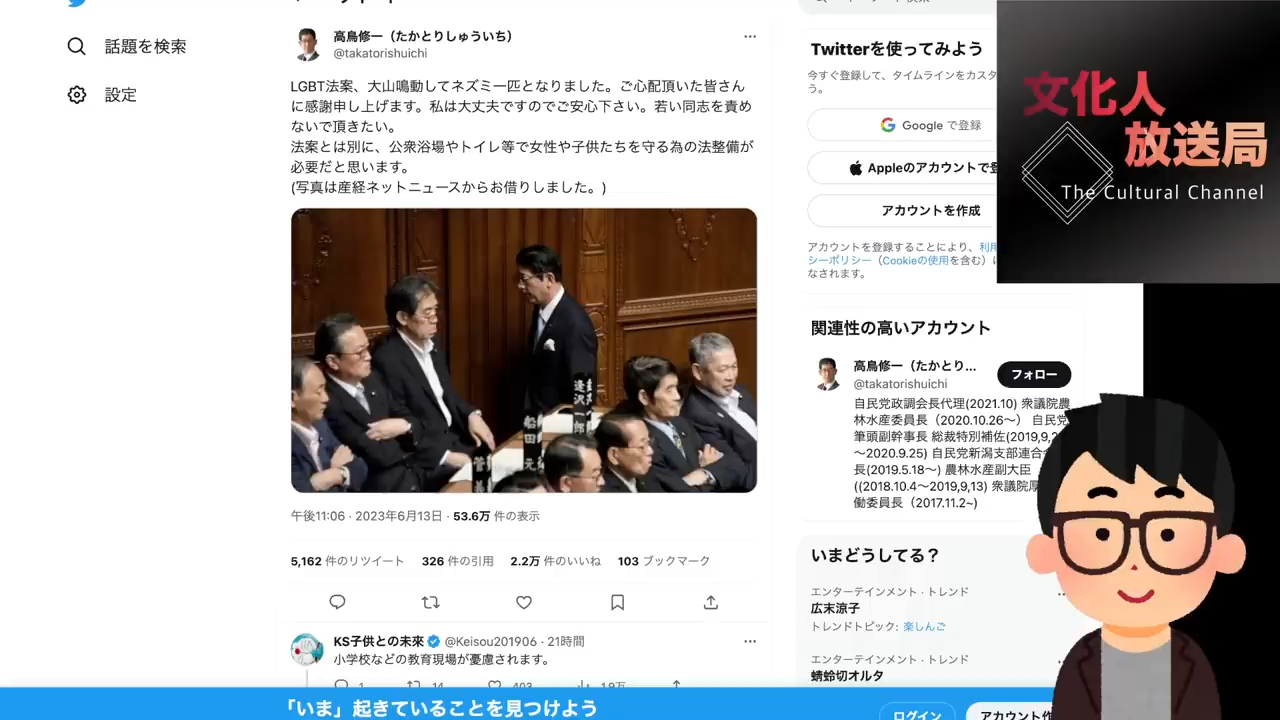 話題を検索
設定
高鳥修一（たかとりしゅういち）
@takatorishuichi
LGBT法案、大山鳴動してネズミ一匹となりました。ご心配頂いた皆さん
に感謝申し上げます。私は大丈夫ですのでご安心下さい。若い同志を責め
ないで頂きたい。
法案とは別に、公衆浴場やトイレ等で女性や子供たちを守る為の法整備が
必要だと思います。
(写真は産経ネットニュースからお借りしました。)
逢沢一郎
船田 元
菅 義
午後11:06 · 2023年6月13日 · 53.6万 件の表示
5,162 件のリツイート 326 件の引用 2.2万 件のいいね 103 ブックマーク
KS子供との未来 @Keisou201906 · 21時間
小学校などの教育現場が憂慮されます。
1 14 403 1.9万
Twitterを使ってみよう
今すぐ登録して、タイムラインをカスタ
う。
Google で登録
Appleのアカウントで登
アカウントを作成
アカウントを登録することにより、利用
シーポリシー（Cookieの使用を含む）に
なされます。
関連性の高いアカウント
高鳥修一（たかとり...
@takatorishuichi
フォロー
自民党政調会長代理(2021.10) 衆議院農
林水産委員長（2020.10.26〜） 自民党
筆頭副幹事長 総裁特別補佐(2019,9,2
〜2020.9.25) 自民党新潟支部連合会
長(2019.5.18〜) 農林水産副大臣
((2018.10.4〜2019,9,13) 衆議院厚
働委員長（2017.11.2~)
いまどうしてる？
エンターテインメント · トレンド
広末涼子
トレンドトピック: 楽しんご
エンターテインメント · トレンド
蜻蛉切オルタ
「いま」起きていることを見つけよう
ログイン
アカウント作
文化人
放送局
The Cultural Channel